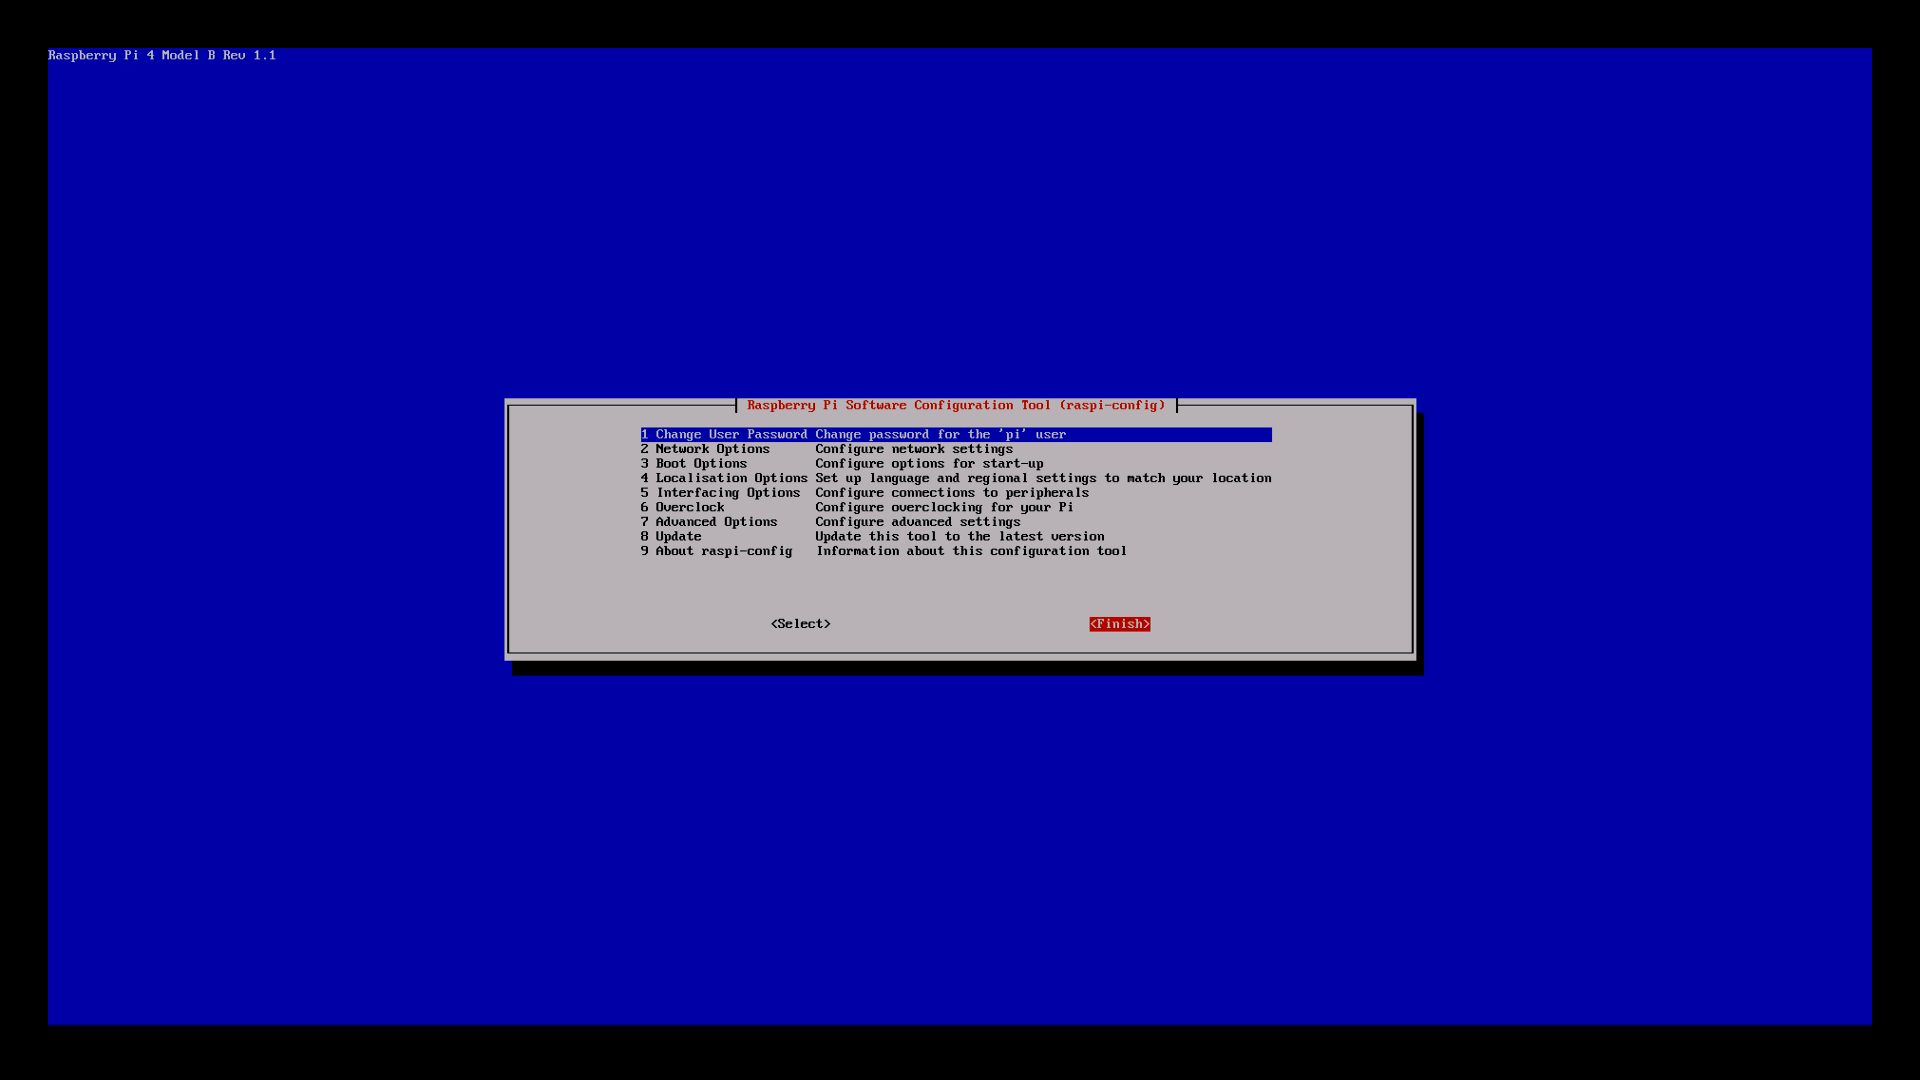 Raspberry Pi 4 Model B Rev 1.1
Raspberry Pi Software Configuration Tool (raspi-config)
1 Change User Password Change password for the 'pi' user
2 Network Options Configure network settings
3 Boot Options Configure options for start-up
4 Localisation Options Set up language and regional settings to match your location
5 Interfacing Options Configure connections to peripherals
6 Overclock Configure overclocking for your Pi
7 Advanced Options Configure advanced settings
8 Update Update this tool to the latest version
9 About raspi-config Information about this configuration tool
<Select> <Finish>